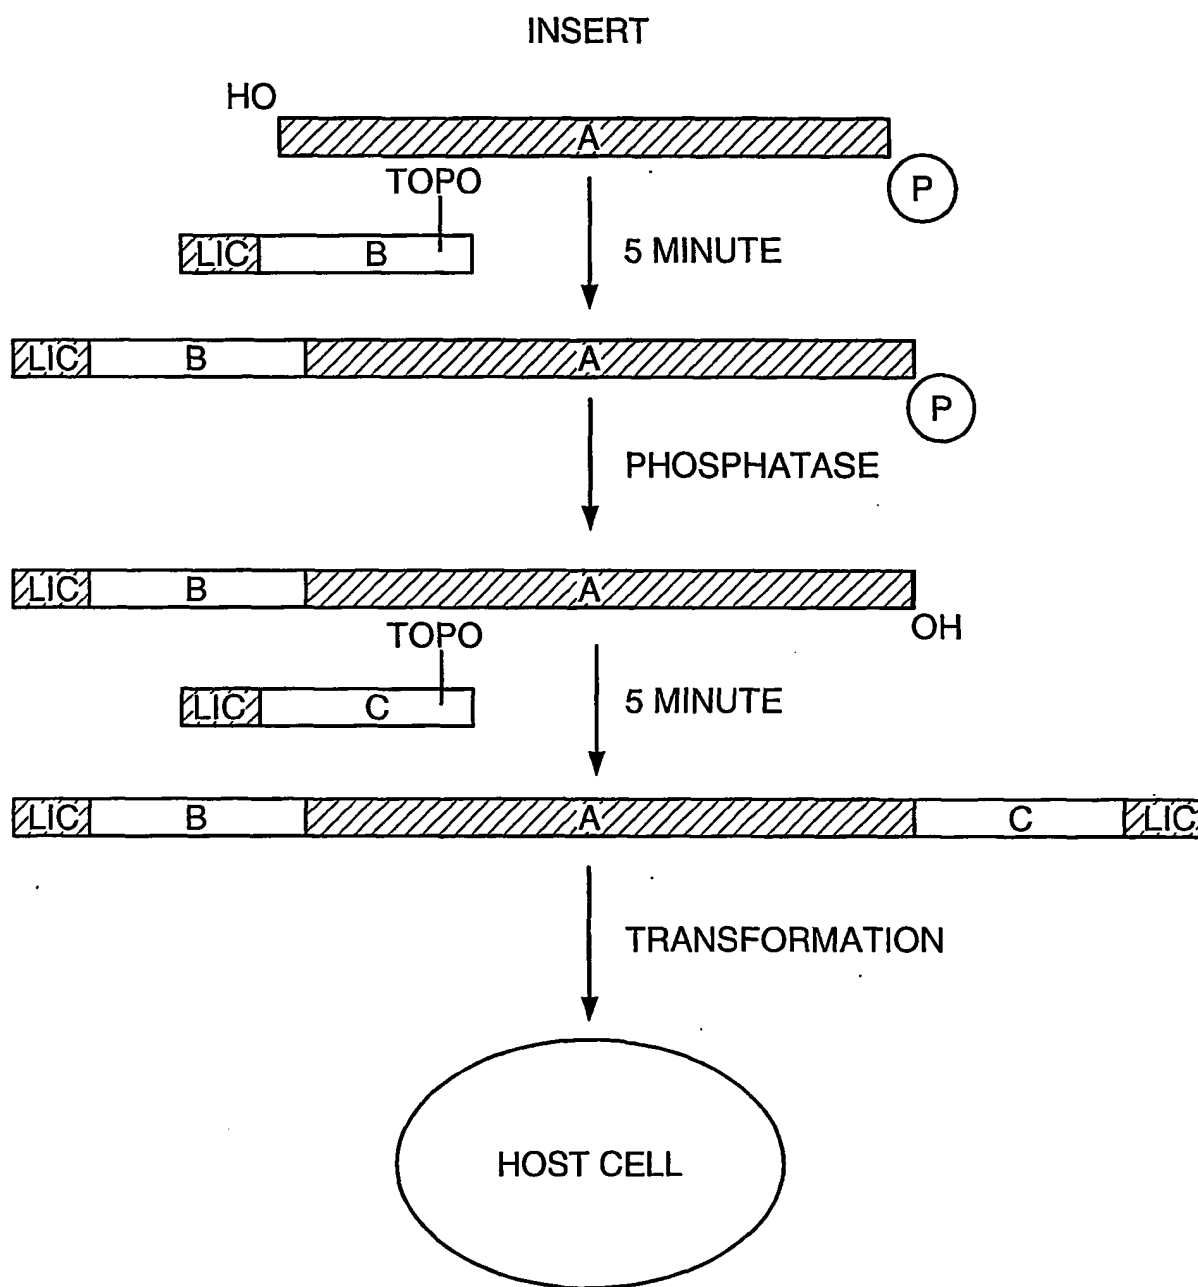 INSERT
HO
A
P
TOPO
LIC B
5 MINUTE
LIC B A
P
PHOSPHATASE
LIC B A
OH
TOPO
LIC C
5 MINUTE
LIC B A C LIC
TRANSFORMATION
HOST CELL